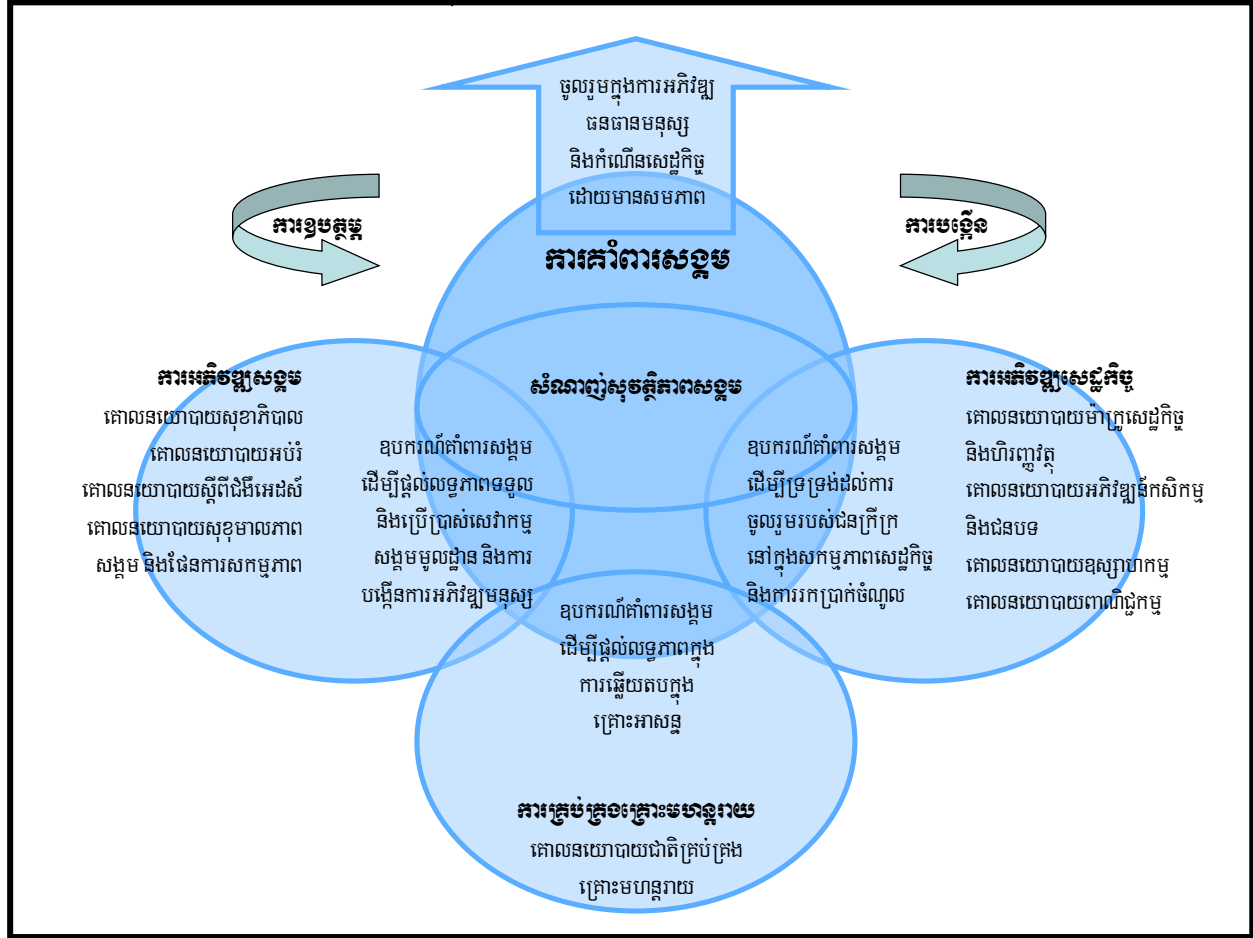 ចូលរួមក្នុងការអភិវឌ្ឍ
ធនធានមនុស្ស
និងកំណើនសេដ្ឋកិច្ច
ដោយមានសមភាព
ការឧបត្ថម្ភ
ការបង្កើន
ការគាំពារសង្គម
សំណាញ់សុវត្ថិភាពសង្គម
ការអភិវឌ្ឍសង្គម
គោលនយោបាយសុខាភិបាល
គោលនយោបាយអប់រំ
គោលនយោបាយស្តីពីជំងឺអេដស៍
គោលនយោបាយសុខុមាលភាព
សង្គម និងផែនការសកម្មភាព
ឧបករណ៍គាំពារសង្គម
ដើម្បីផ្តល់លទ្ធភាពទទួល
និងប្រើប្រាស់សេវាកម្ម
សង្គមមូលដ្ឋាន និងការ
បង្កើនការអភិវឌ្ឍមនុស្ស
ឧបករណ៍គាំពារសង្គម
ដើម្បីទ្រទ្រង់ដល់ការ
ចូលរួមរបស់ជនក្រីក្រ
នៅក្នុងសកម្មភាពសេដ្ឋកិច្ច
និងការរកប្រាក់ចំណូល
ការអភិវឌ្ឍសេដ្ឋកិច្ច
គោលនយោបាយម៉ាក្រូសេដ្ឋកិច្ច
និងហិរញ្ញវត្ថុ
គោលនយោបាយអភិវឌ្ឍន៍កសិកម្ម
និងជនបទ
គោលនយោបាយឧស្សាហកម្ម
គោលនយោបាយពាណិជ្ជកម្ម
ឧបករណ៍គាំពារសង្គម
ដើម្បីផ្តល់លទ្ធភាពក្នុង
ការឆ្លើយតបក្នុង
គ្រោះអាសន្ន
ការគ្រប់គ្រងគ្រោះមហន្តរាយ
គោលនយោបាយជាតិគ្រប់គ្រង
គ្រោះមហន្តរាយ